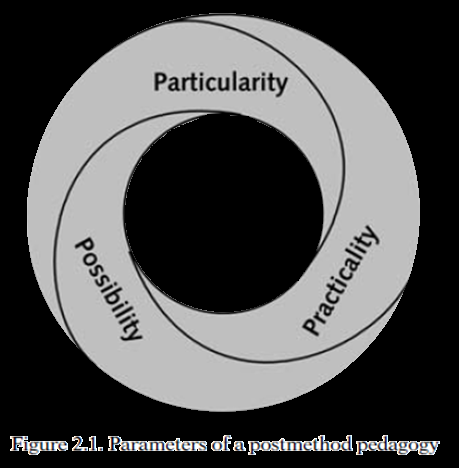 Particularity
Possibility
Practicality
Figure 2.1. Parameters of a postmethod pedagogy